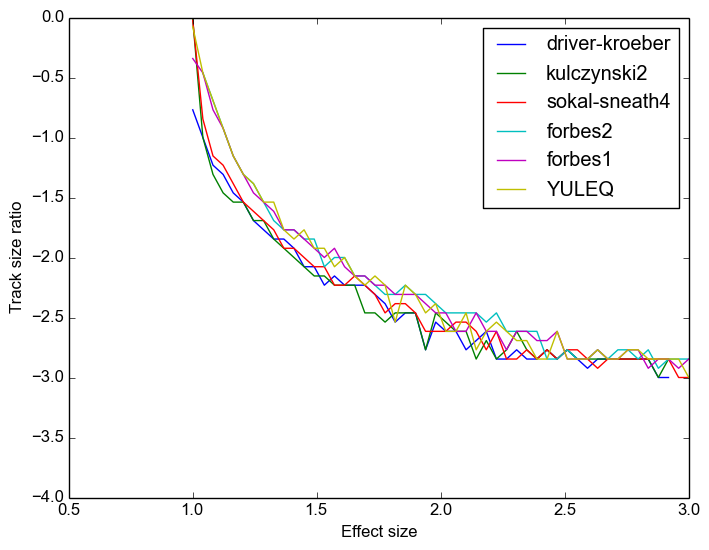 0.0
−0.5
−1.0
−1.5
−2.0
−2.5
−3.0
−3.5
−4.0
Track size ratio
driver-kroeber
kulczynski2
sokal-sneath4
forbes2
forbes1
YULEQ
0.5 1.0 1.5 2.0 2.5 3.0
Effect size